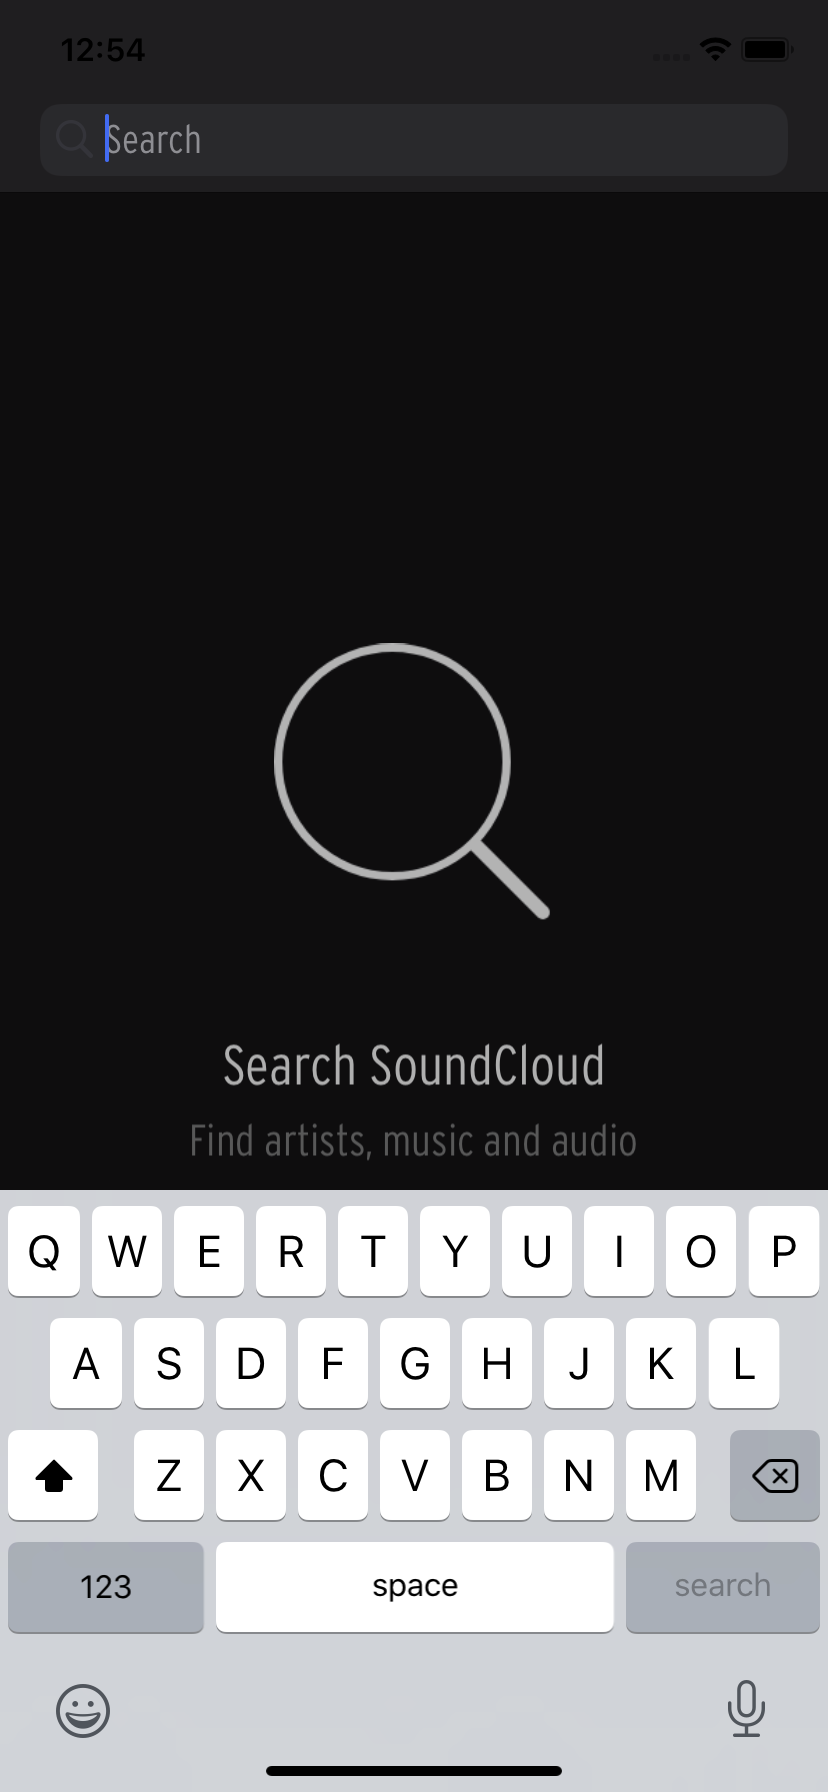 12:54
Search
Search SoundCloud
Find artists, music and audio
Q W E R T Y U I O P
A S D F G H J K L
Z X C V B N M
123 space search